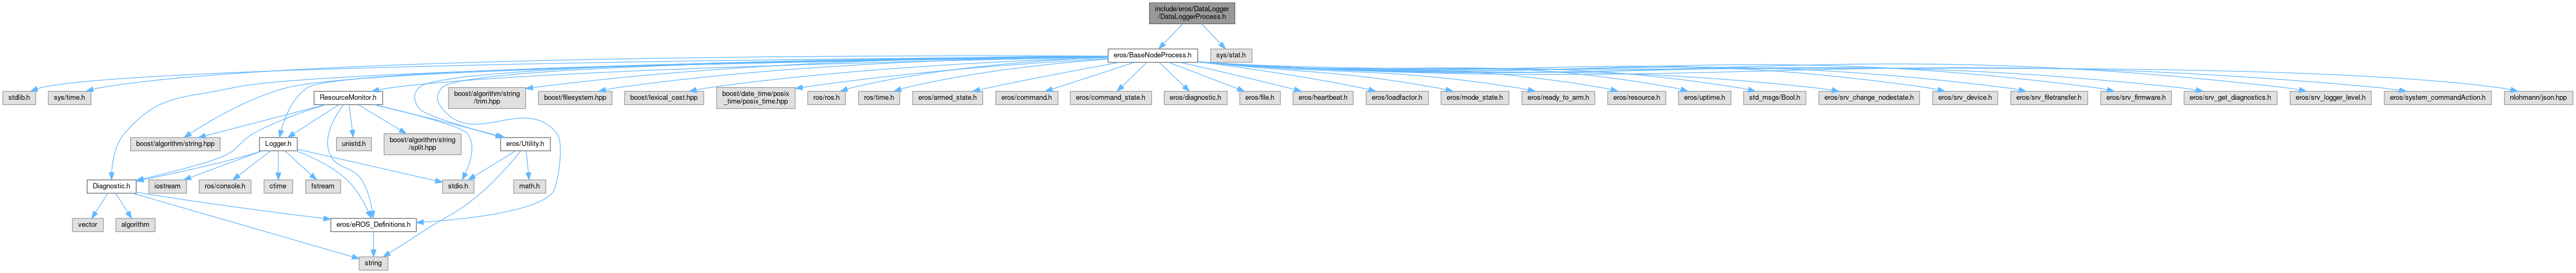 include/eros/DataLogger
/DataLoggerProcess.h
eros/BaseNodeProcess.h
sys/stat.h
stdlib.h
sys/time.h
ResourceMonitor.h
boost/algorithm/string
/trim.hpp
boost/filesystem.hpp
boost/lexical_cast.hpp
boost/date_time/posix
_time/posix_time.hpp
ros/ros.h
ros/time.h
eros/armed_state.h
eros/command.h
eros/command_state.h
eros/diagnostic.h
eros/file.h
eros/heartbeat.h
eros/loadfactor.h
eros/mode_state.h
eros/ready_to_arm.h
eros/resource.h
eros/uptime.h
std_msgs/Bool.h
eros/srv_change_nodestate.h
eros/srv_device.h
eros/srv_filetransfer.h
eros/srv_firmware.h
eros/srv_get_diagnostics.h
eros/srv_logger_level.h
eros/system_commandAction.h
nlohmann/json.hpp
boost/algorithm/string.hpp
Logger.h
unistd.h
boost/algorithm/string
/split.hpp
eros/Utility.h
Diagnostic.h
iostream
ros/console.h
ctime
fstream
stdio.h
math.h
vector
algorithm
eros/eROS_Definitions.h
string